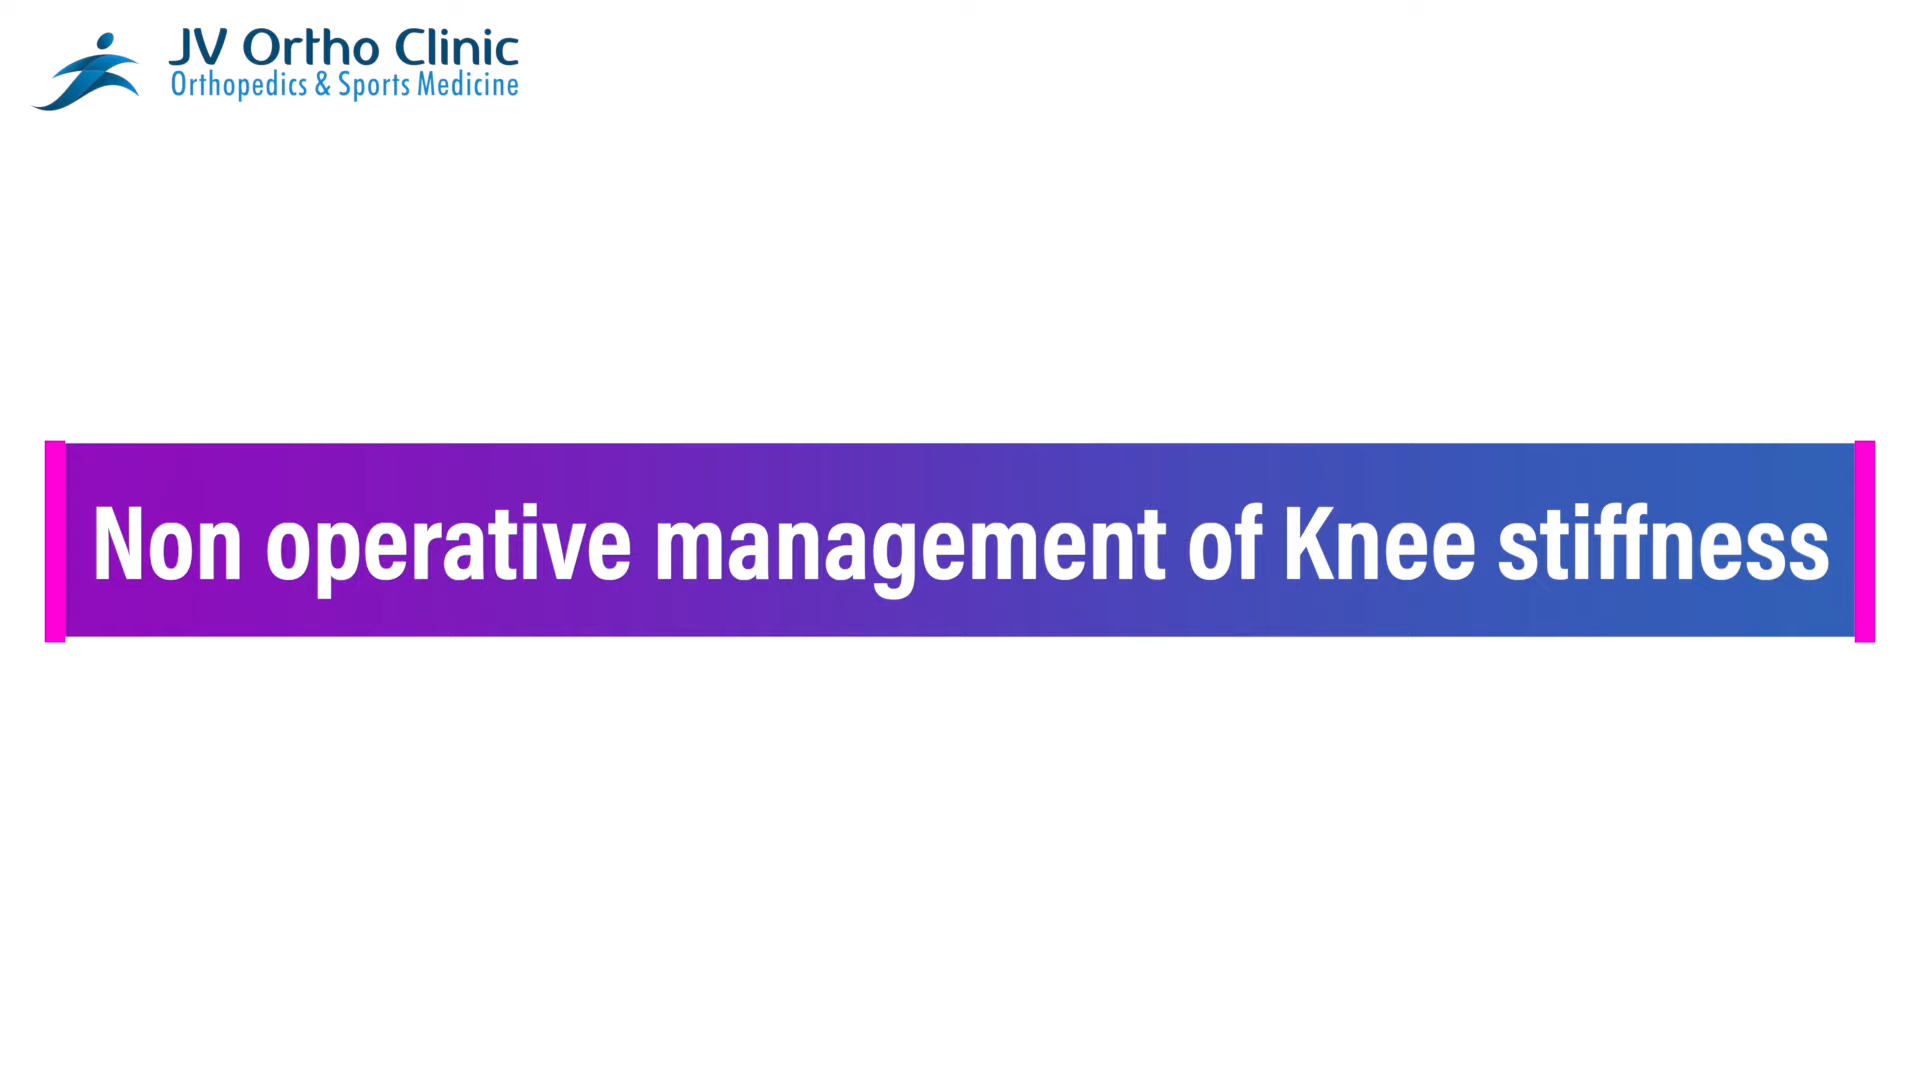 JV Ortho Clinic
Orthopedics & Sports Medicine
Non operative management of Knee stiffness